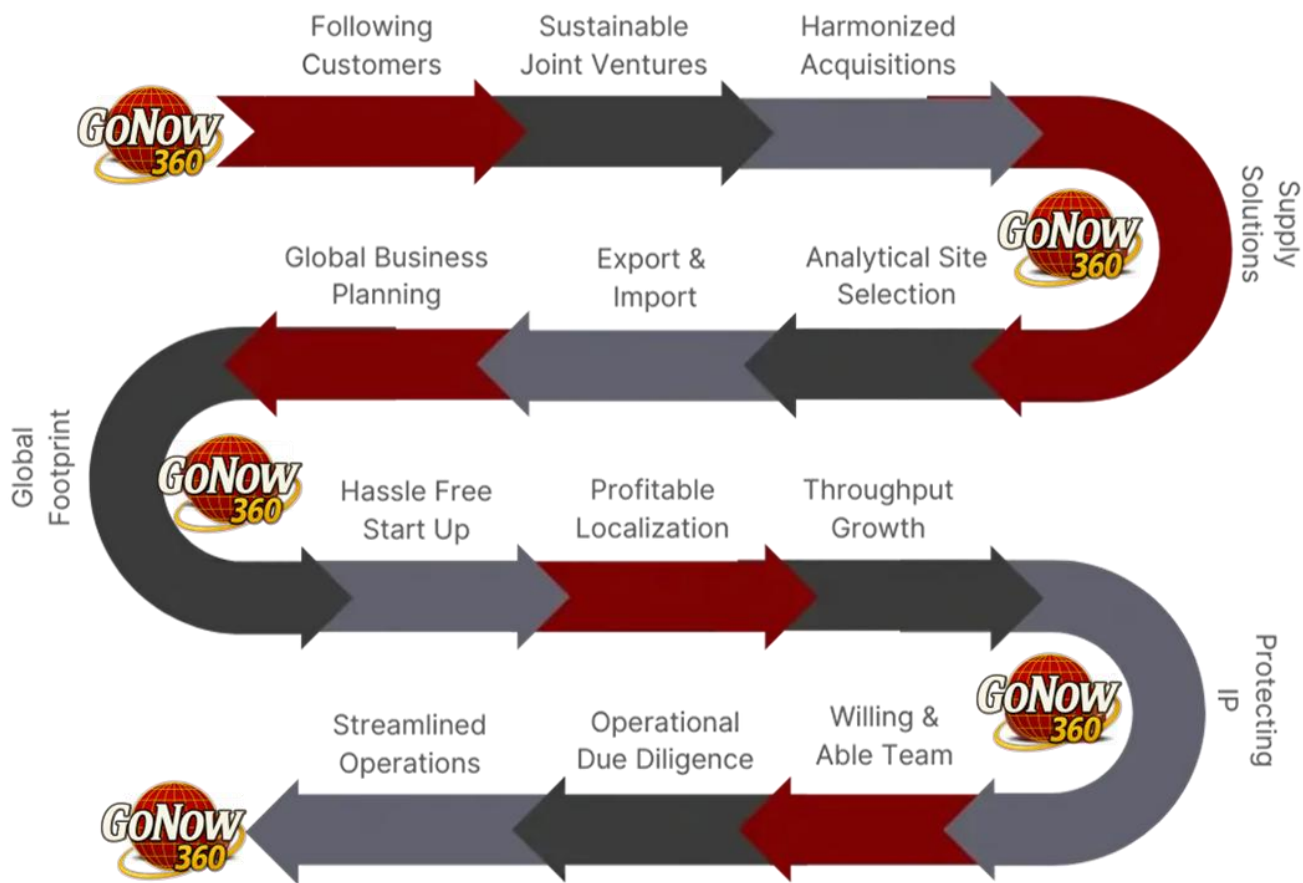 Following
Customers
Sustainable
Joint Ventures
Harmonized
Acquisitions
GoNow
360
Supply
Solutions
GoNow
360
Global Business
Planning
Export &
Import
Analytical Site
Selection
Global
Footprint
GoNow
360
Hassle Free
Start Up
Profitable
Localization
Throughput
Growth
Protecting
IP
GoNow
360
Streamlined
Operations
Operational
Due Diligence
Willing &
Able Team
GoNow
360